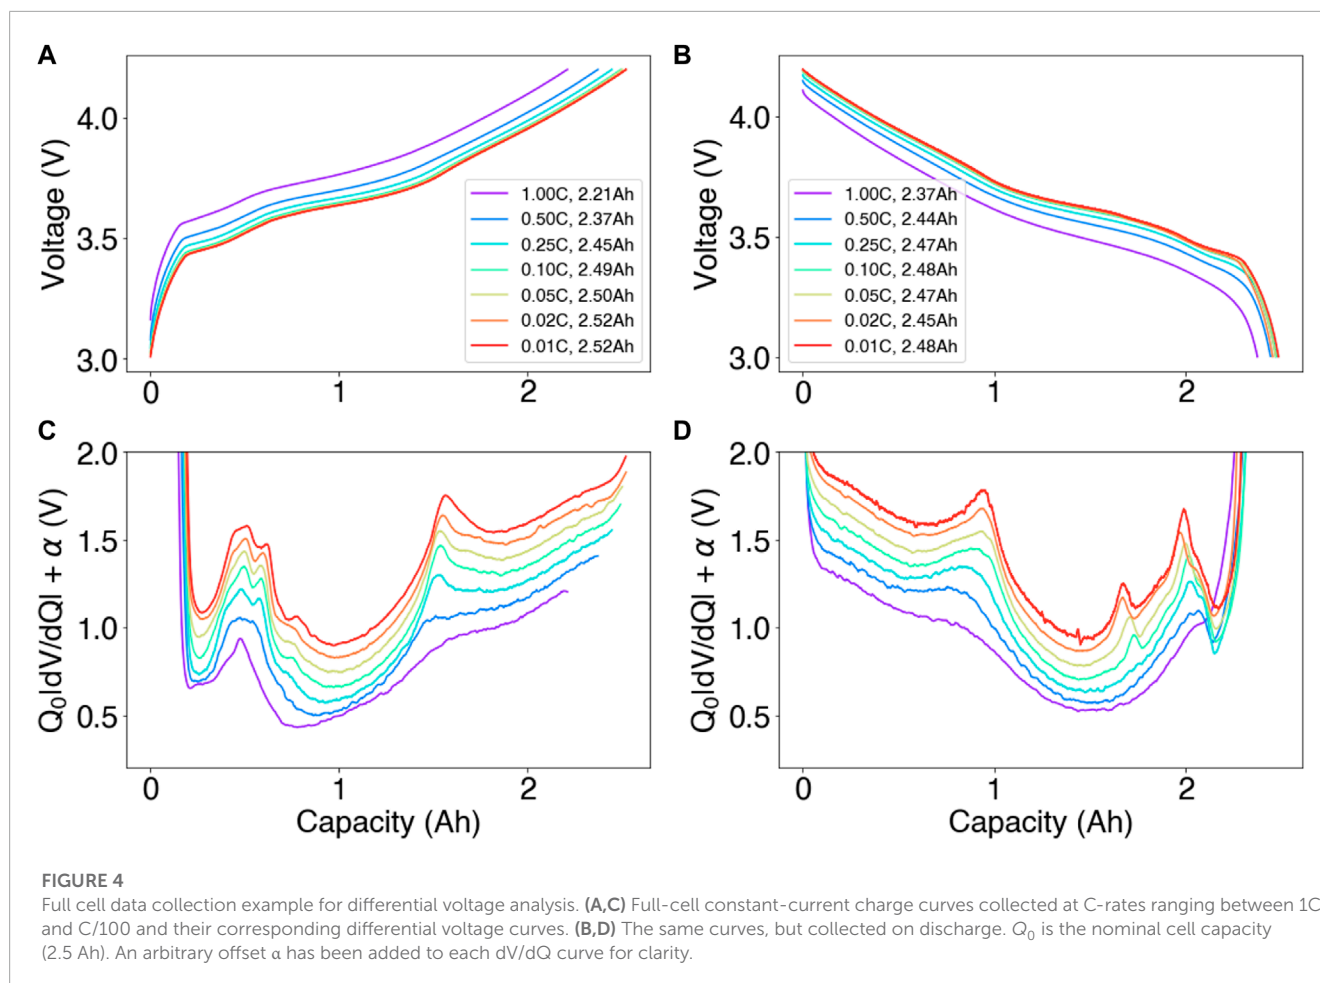 A
Voltage (V)
4.0
3.5
3.0
0
1
2
1.00C, 2.21Ah
0.50C, 2.37Ah
0.25C, 2.45Ah
0.10C, 2.49Ah
0.05C, 2.50Ah
0.02C, 2.52Ah
0.01C, 2.52Ah
B
Voltage (V)
4.0
3.5
3.0
0
1
2
1.00C, 2.37Ah
0.50C, 2.44Ah
0.25C, 2.47Ah
0.10C, 2.48Ah
0.05C, 2.47Ah
0.02C, 2.45Ah
0.01C, 2.48Ah
C
Q₀|dV/dQ| + α (V)
2.0
1.5
1.0
0.5
0
1
2
Capacity (Ah)
D
Q₀|dV/dQ| + α (V)
2.0
1.5
1.0
0.5
0
1
2
Capacity (Ah)
FIGURE 4
Full cell data collection example for differential voltage analysis. (A,C) Full-cell constant-current charge curves collected at C-rates ranging between 1C
and C/100 and their corresponding differential voltage curves. (B,D) The same curves, but collected on discharge. Q₀ is the nominal cell capacity
(2.5 Ah). An arbitrary offset α has been added to each dV/dQ curve for clarity.